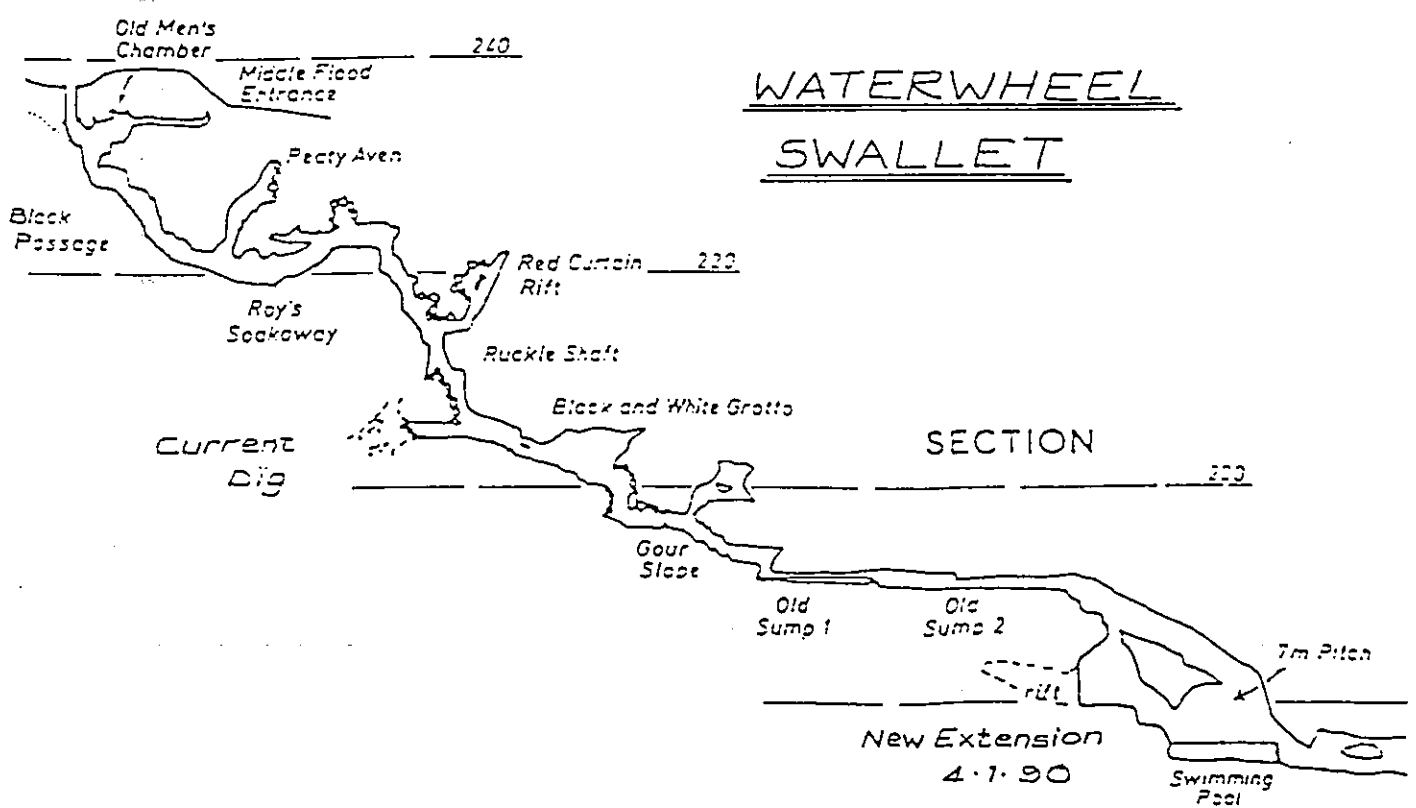 Old Men's
Chamber
240
Middle Flood
Entrance
WATERWHEEL
SWALLET
Peaty Aven
Black
Passage
Red Curtain
Rift
230
Roy's
Soakaway
Ruckle Shaft
Black and White Grotto
Current
Dig
SECTION
220
Gour
Slope
Old
Sump 1
Old
Sump 2
7m Pitch
rift
New Extension
4.1.90
Swimming
Pool